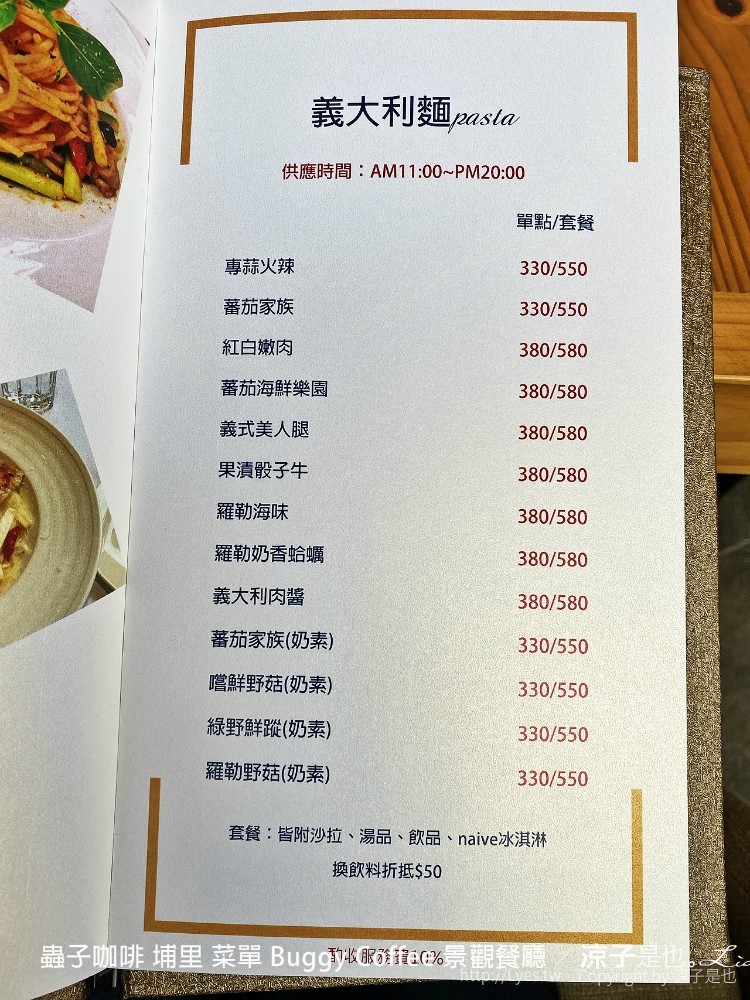 義大利麵pasta
供應時間：AM11:00~PM20:00
單點/套餐
專蒜火辣 330/550
蕃茄家族 330/550
紅白嫩肉 380/580
蕃茄海鮮樂園 380/580
義式美人腿 380/580
果漬骰子牛 380/580
羅勒海味 380/580
羅勒奶香蛤蠣 380/580
義大利肉醬 380/580
蕃茄家族(奶素) 330/550
嚐鮮野菇(奶素) 330/550
綠野鮮蹤(奶素) 330/550
羅勒野菇(奶素) 330/550
套餐：皆附沙拉、湯品、飲品、naive冰淇淋
換飲料折抵$50
酌收服務費10%
蟲子咖啡 埔里 菜單 Buggy Coffee 景觀餐廳 涼子是也